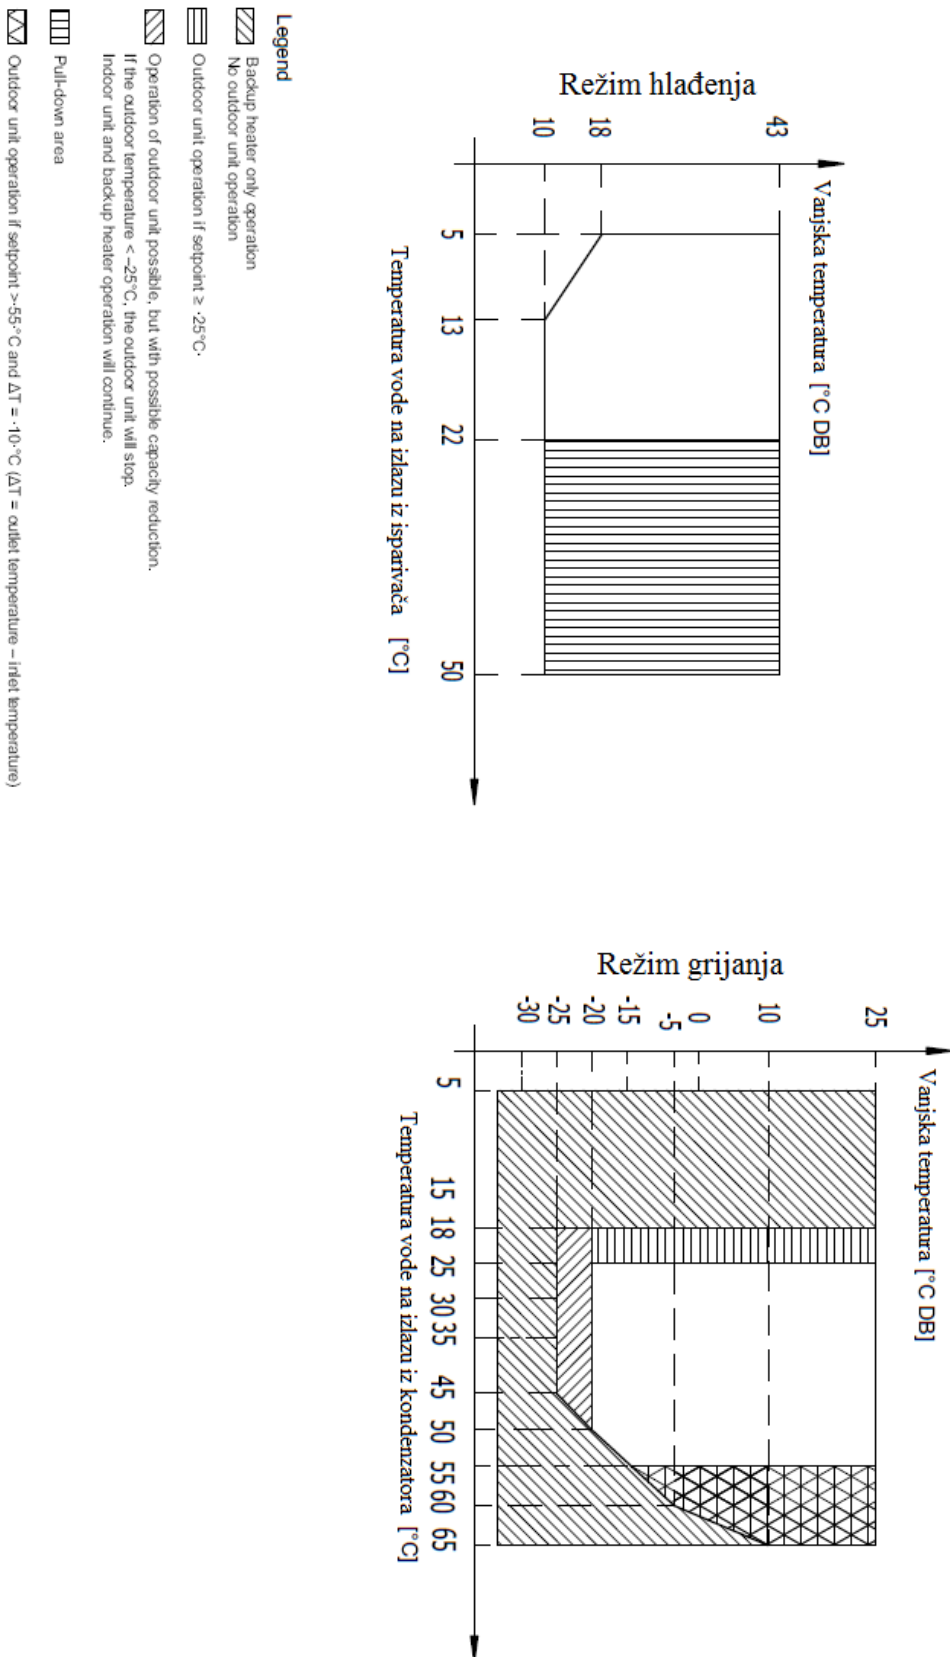 Režim hlađenja
Vanjska temperatura [°C DB]
43
18
10
5
13
22
50
Temperatura vode na izlazu iz isparivača [°C]
Režim grijanja
Vanjska temperatura [°C DB]
25
10
0
-5
-15
-20
-25
-30
5
15
18
25
30
35
45
50
55
60
65
Temperatura vode na izlazu iz kondenzatora [°C]
Legend
Backup heater only operation
No outdoor unit operation
Outdoor unit operation if setpoint ≥ ·25°C·
Operation of outdoor unit possible, but with possible capacity reduction.
If the outdoor temperature < –25°C, the outdoor unit will stop.
Indoor unit and backup heater operation will continue.
Pull-down area
Outdoor unit operation if setpoint >·55·°C and ΔT = ·10·°C (ΔT = outlet temperature – inlet temperature)